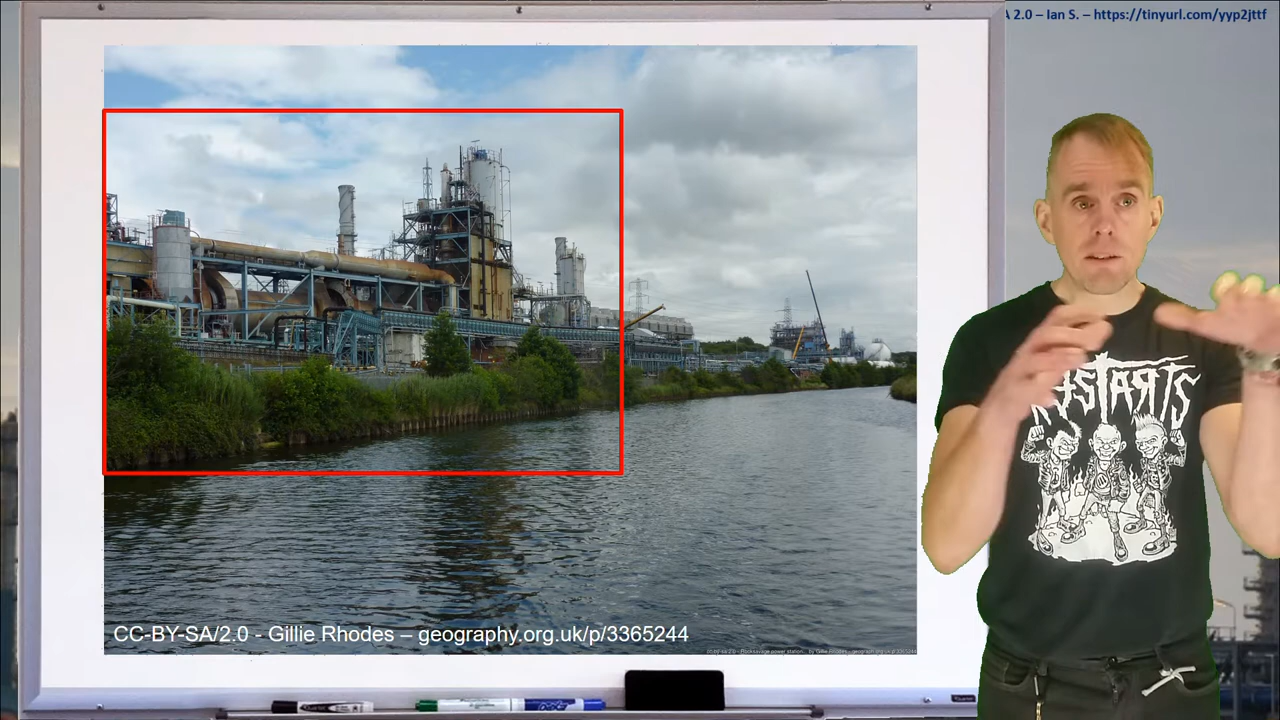 A 2.0 – Ian S. – https://tinyurl.com/yyp2jttf
CC-BY-SA/2.0 - Gillie Rhodes – geography.org.uk/p/3365244